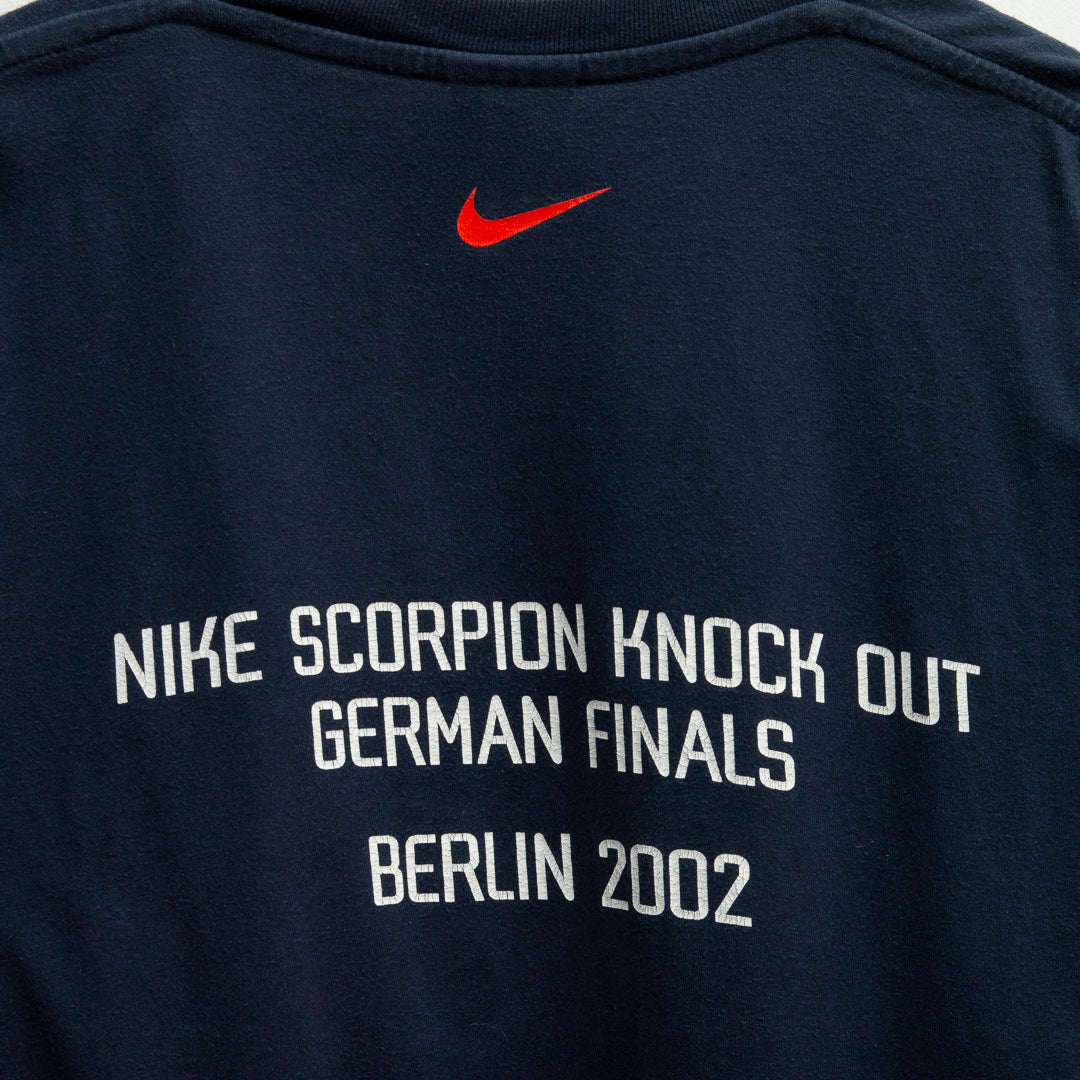 NIKE SCORPION KNOCK OUT
GERMAN FINALS
BERLIN 2002